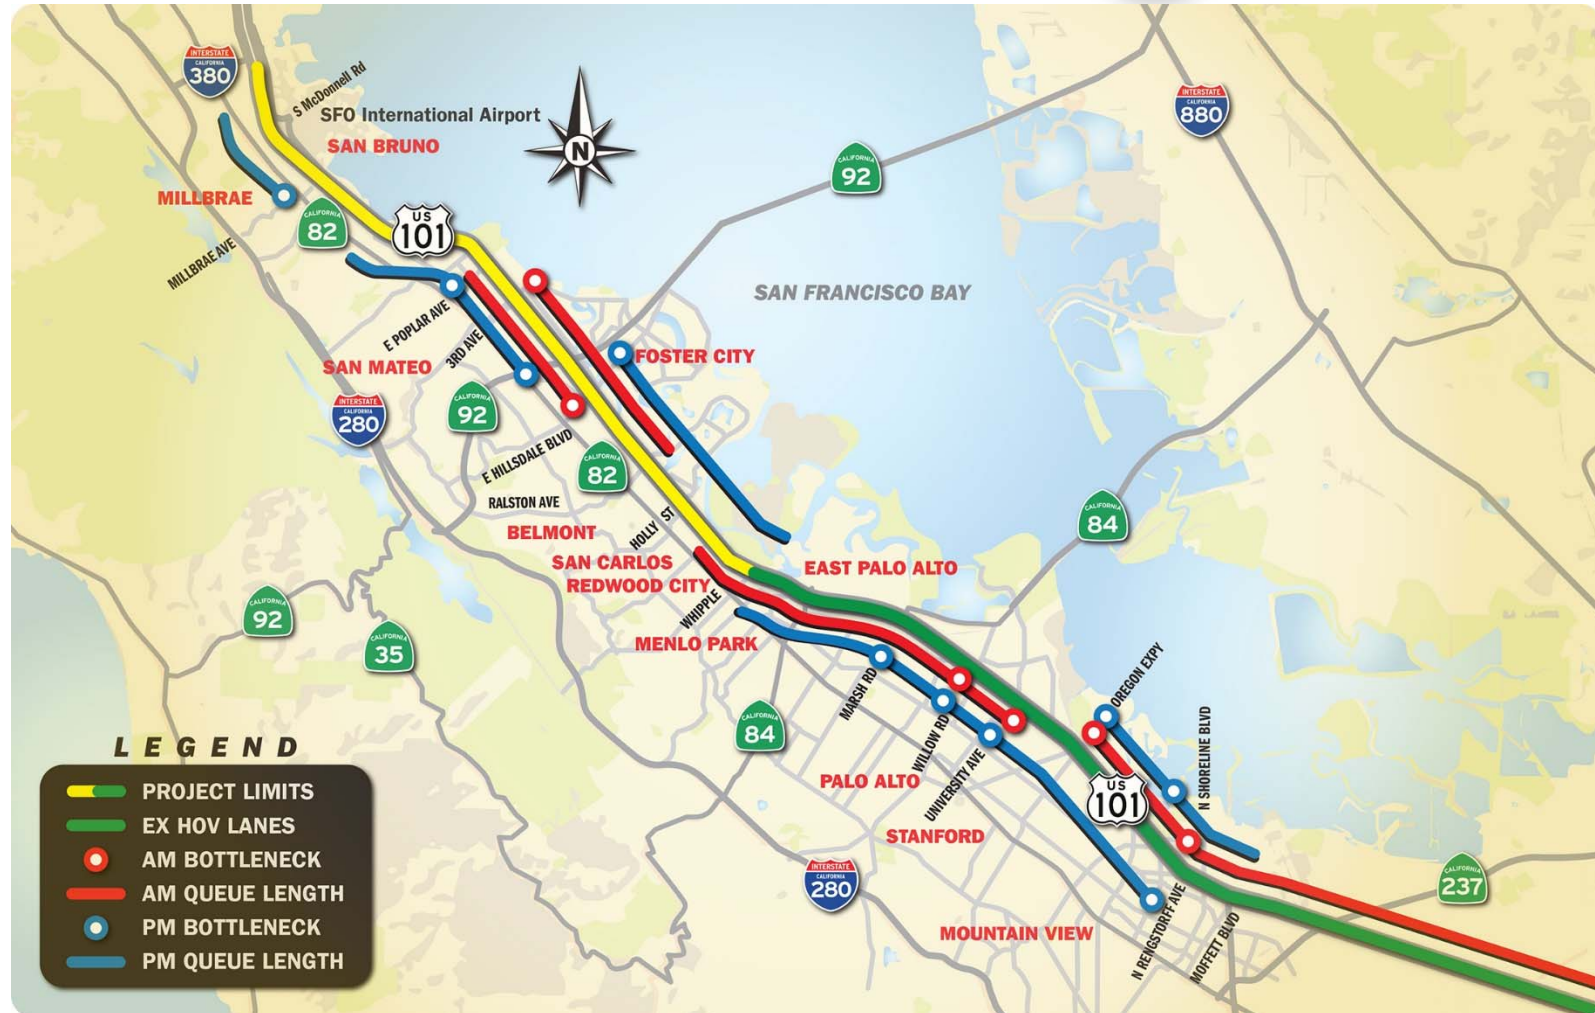 INTERSTATE
CALIFORNIA
380
S McDonnell Rd
SFO International Airport
SAN BRUNO
MILLBRAE
CALIFORNIA
82
US
101
MILLBRAE AVE
N
CALIFORNIA
92
INTERSTATE
CALIFORNIA
880
SAN FRANCISCO BAY
E POPLAR AVE
3RD AVE
SAN MATEO
FOSTER CITY
INTERSTATE
CALIFORNIA
280
CALIFORNIA
92
E HILLSDALE BLVD
CALIFORNIA
82
RALSTON AVE
BELMONT
HOLLY ST
SAN CARLOS
REDWOOD CITY
EAST PALO ALTO
CALIFORNIA
84
WHIPPLE
MENLO PARK
CALIFORNIA
92
CALIFORNIA
35
CALIFORNIA
84
MARSH RD
WILLOW RD
UNIVERSITY AVE
PALO ALTO
STANFORD
OREGON EXPY
N SHORELINE BLVD
US
101
INTERSTATE
CALIFORNIA
280
MOUNTAIN VIEW
N RENGSTORFF AVE
MOFFETT BLVD
CALIFORNIA
237
LEGEND
PROJECT LIMITS
EX HOV LANES
AM BOTTLENECK
AM QUEUE LENGTH
PM BOTTLENECK
PM QUEUE LENGTH